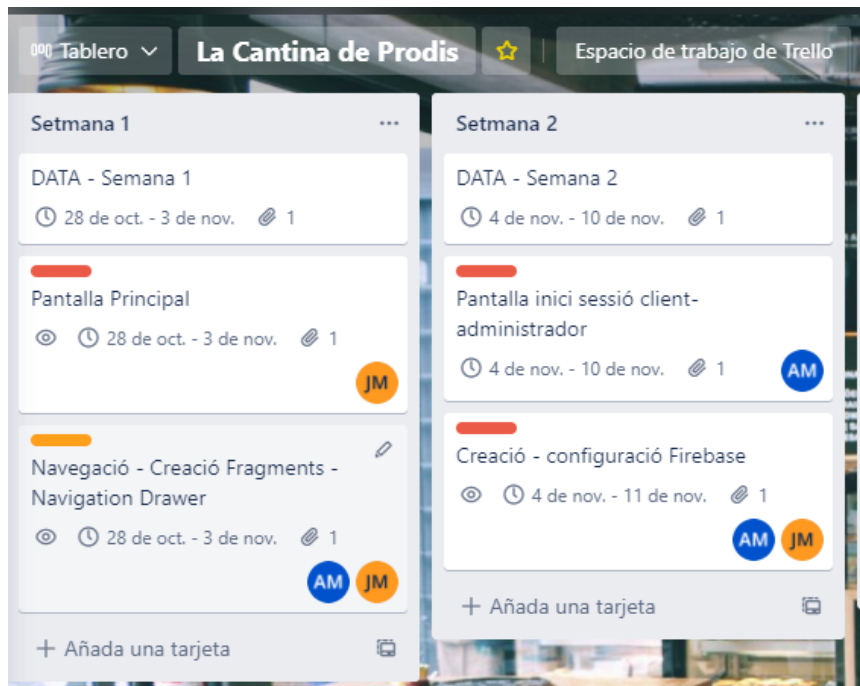 Tablero
La Cantina de Prodis
Espacio de trabajo de Trello
Setmana 1
DATA - Semana 1
28 de oct. - 3 de nov.
1
Pantalla Principal
28 de oct. - 3 de nov.
1
JM
Navegació - Creació Fragments -
Navigation Drawer
28 de oct. - 3 de nov.
1
AM
JM
Añada una tarjeta
Setmana 2
DATA - Semana 2
4 de nov. - 10 de nov.
1
Pantalla inici sessió client-
administrador
4 de nov. - 10 de nov.
1
AM
Creació - configuració Firebase
4 de nov. - 11 de nov.
1
AM
JM
Añada una tarjeta